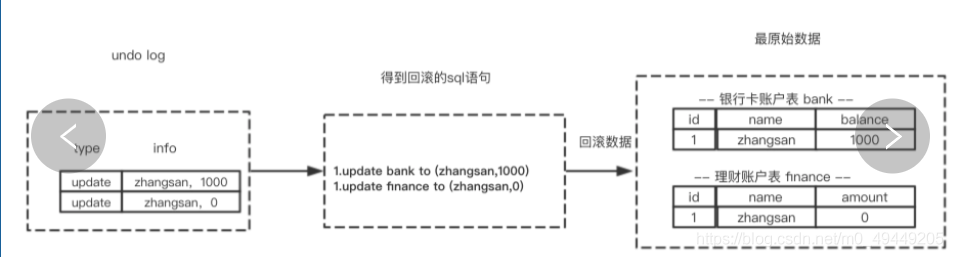 undo log
type info
update zhangsan, 1000
update zhangsan, 0
得到回滚的sql语句
1.update bank to (zhangsan,1000)
1.update finance to (zhangsan,0)
回滚数据
最原始数据
-- 银行卡账户表 bank --
id name balance
1 zhangsan 1000
-- 理财账户表 finance --
id name amount
1 zhangsan 0
https://blog.csdn.net/m0_49449205